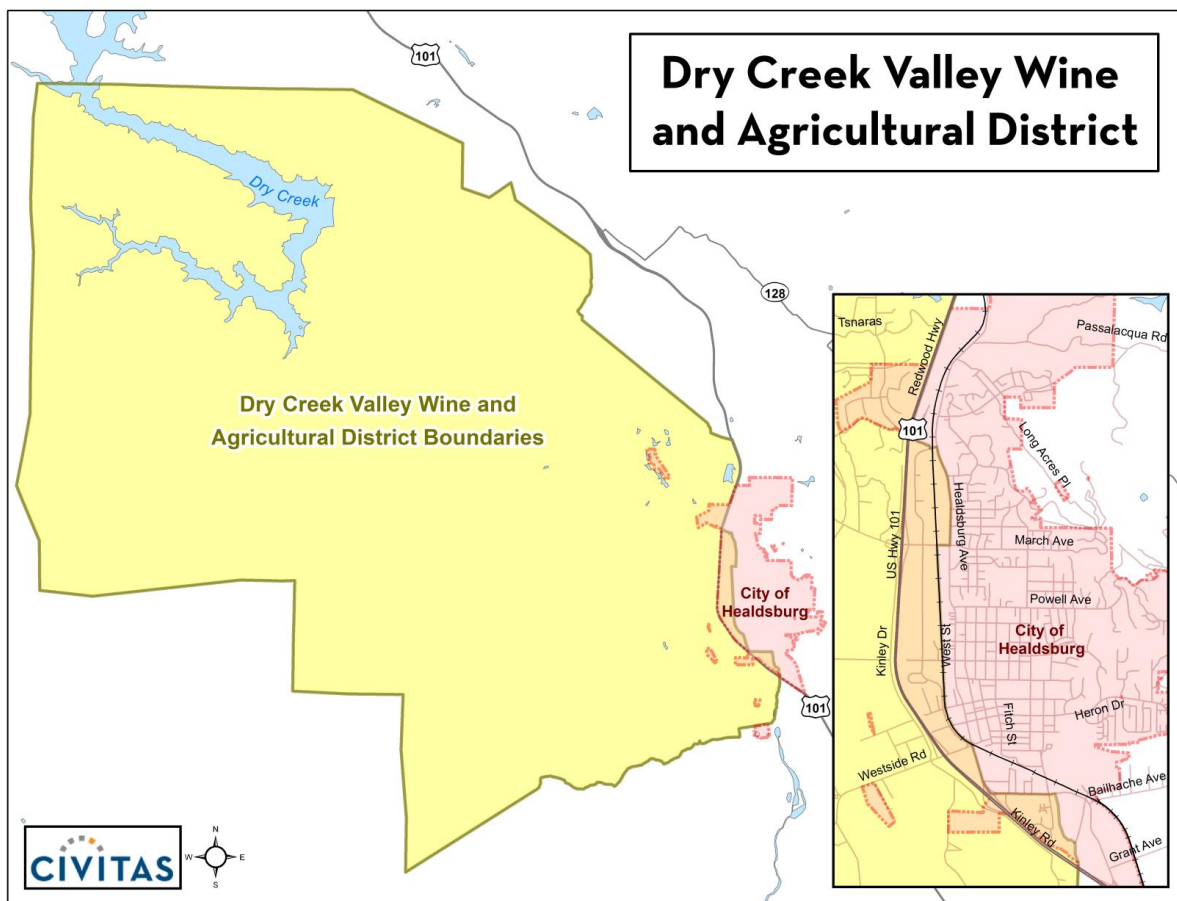 Dry Creek Valley Wine
and Agricultural District
101
Dry Creek
128
Dry Creek Valley Wine and
Agricultural District Boundaries
City of
Healdsburg
101
Tsnaras
Redwood Hwy
Passalacqua Rd
101
Long Acres Pl
Healdsburg Ave
US Hwy 101
March Ave
Powell Ave
City of
Healdsburg
West St
Kinley Dr
Fitch St
Heron Dr
Westside Rd
Bailhache Ave
Kinley Rd
Grant Ave
CIVITAS
N
W
E
S